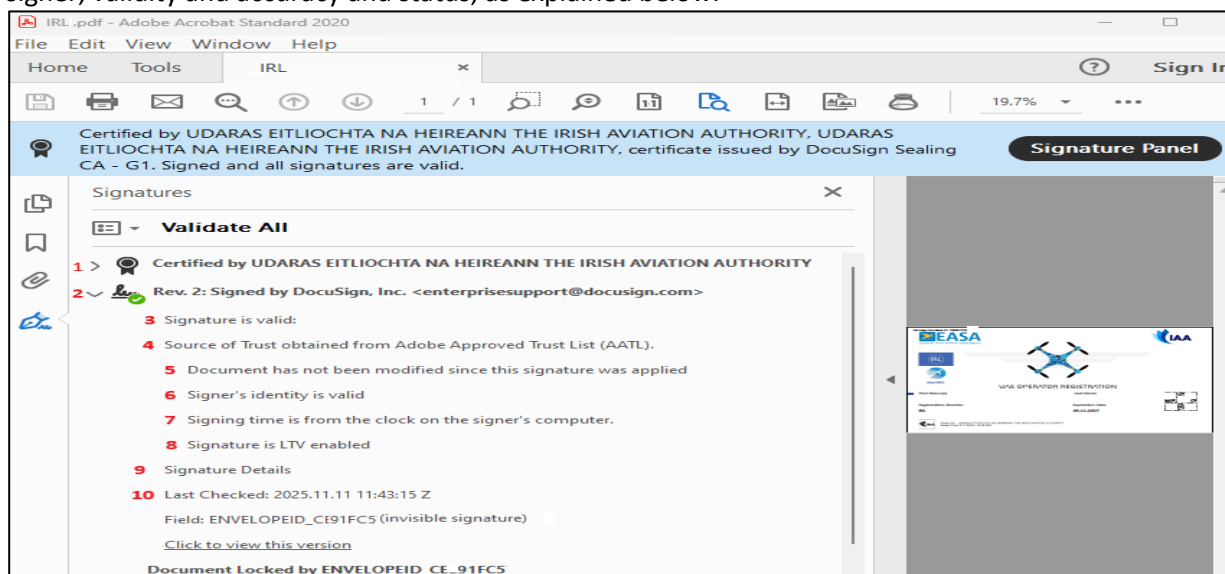 signer, validity and accuracy and status, as explained below.
IRL .pdf - Adobe Acrobat Standard 2020
File Edit View Window Help
Home Tools IRL × ? Sign In
1 / 1 19.7%
Certified by UDARAS EITLIOCHTA NA HEIREANN THE IRISH AVIATION AUTHORITY, UDARAS
EITLIOCHTA NA HEIREANN THE IRISH AVIATION AUTHORITY, certificate issued by DocuSign Sealing
CA - G1. Signed and all signatures are valid.
Signature Panel
Signatures
Validate All
1 > Certified by UDARAS EITLIOCHTA NA HEIREANN THE IRISH AVIATION AUTHORITY
2 Rev. 2: Signed by DocuSign, Inc. <enterprisesupport@docusign.com>
3 Signature is valid:
4 Source of Trust obtained from Adobe Approved Trust List (AATL).
5 Document has not been modified since this signature was applied
6 Signer's identity is valid
7 Signing time is from the clock on the signer's computer.
8 Signature is LTV enabled
9 Signature Details
10 Last Checked: 2025.11.11 11:43:15 Z
Field: ENVELOPEID_CE91FC5 (invisible signature)
Click to view this version
Document Locked by ENVELOPEID_CE_91FC5
EASA
IAA
IRL
UAS OPERATOR REGISTRATION